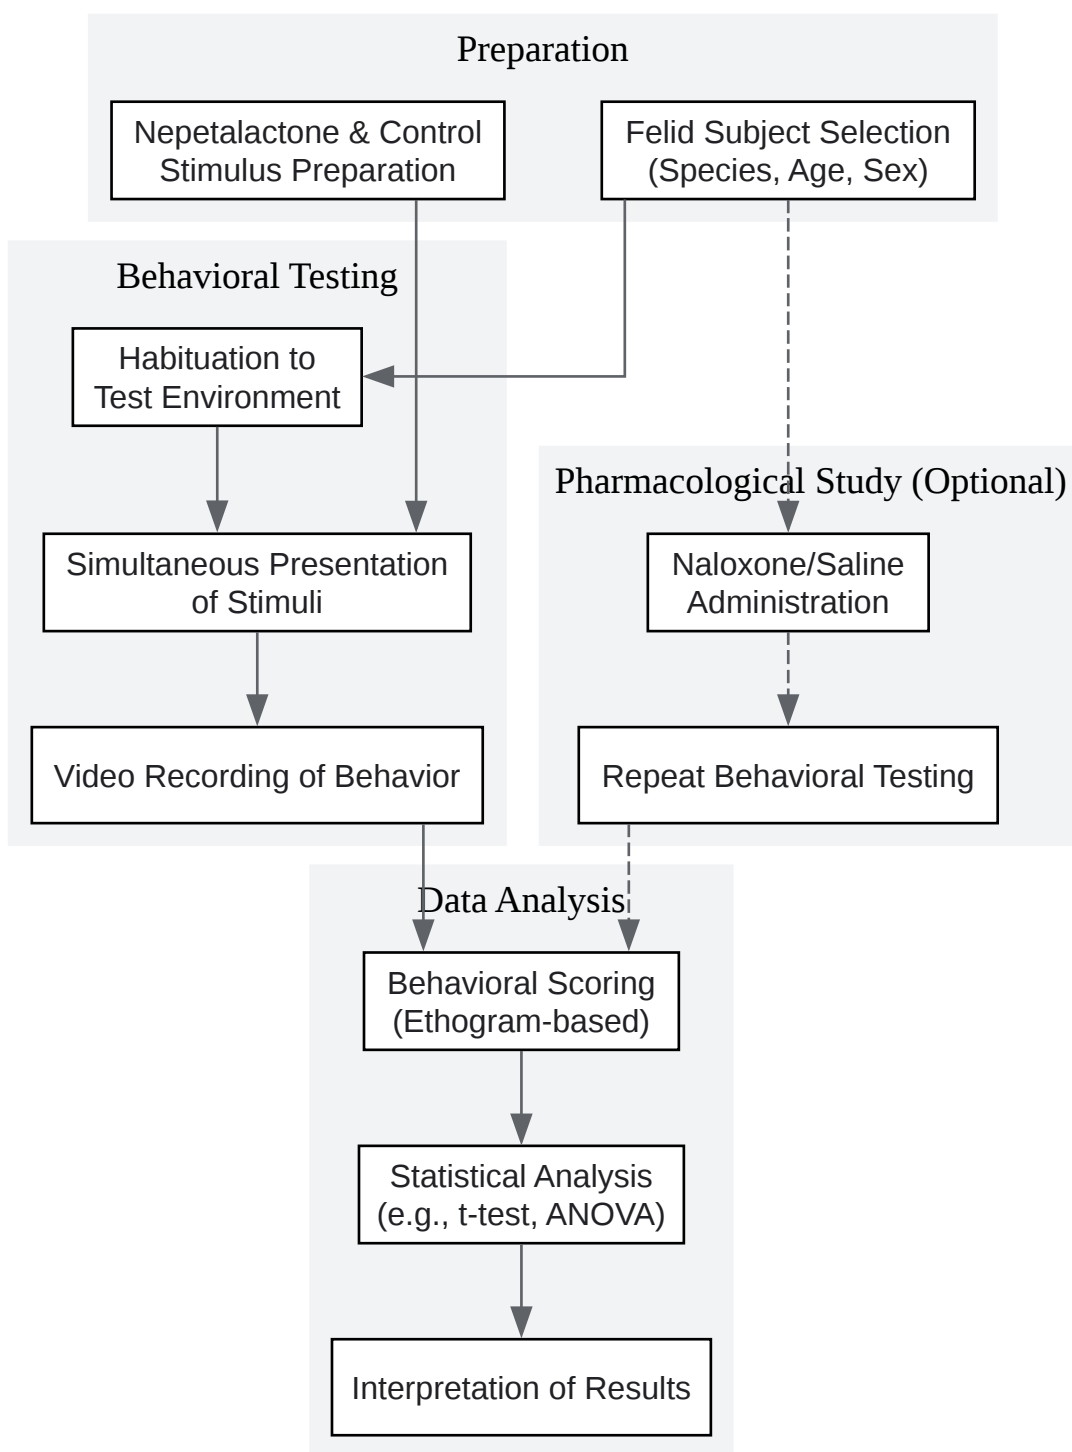 Preparation
Nepetalactone & Control
Stimulus Preparation
Felid Subject Selection
(Species, Age, Sex)
Behavioral Testing
Habituation to
Test Environment
Simultaneous Presentation
of Stimuli
Video Recording of Behavior
Pharmacological Study (Optional)
Naloxone/Saline
Administration
Repeat Behavioral Testing
Data Analysis
Behavioral Scoring
(Ethogram-based)
Statistical Analysis
(e.g., t-test, ANOVA)
Interpretation of Results